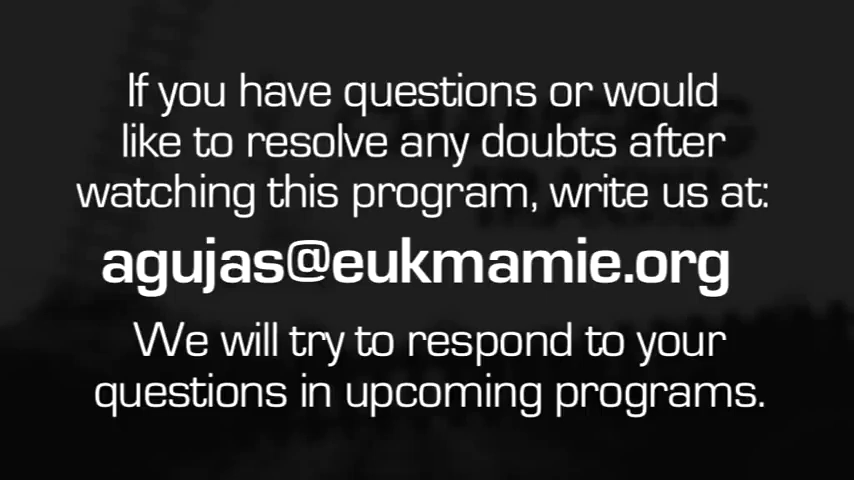 If you have questions or would
like to resolve any doubts after
watching this program, write us at:
agujas@eukmamie.org
We will try to respond to your
questions in upcoming programs.